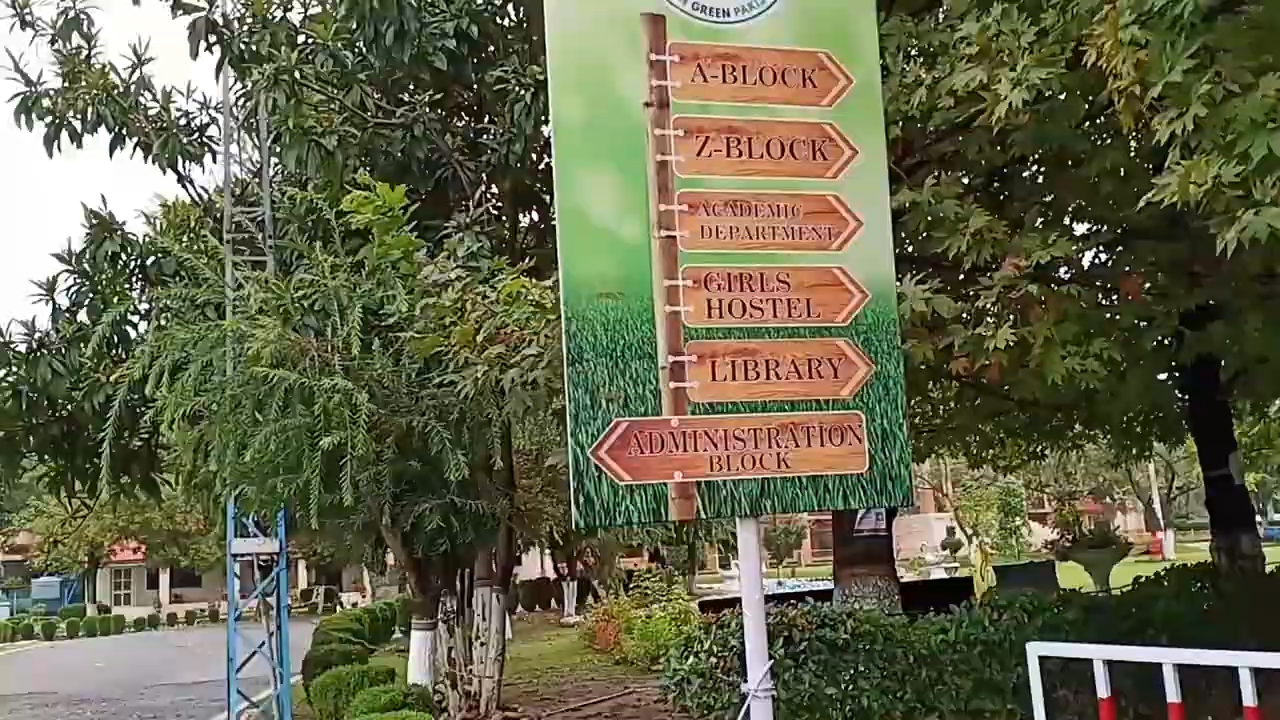 GREEN PAKI
A-BLOCK
Z-BLOCK
ACADEMIC
DEPARTMENT
GIRLS
HOSTEL
LIBRARY
ADMINISTRATION
BLOCK